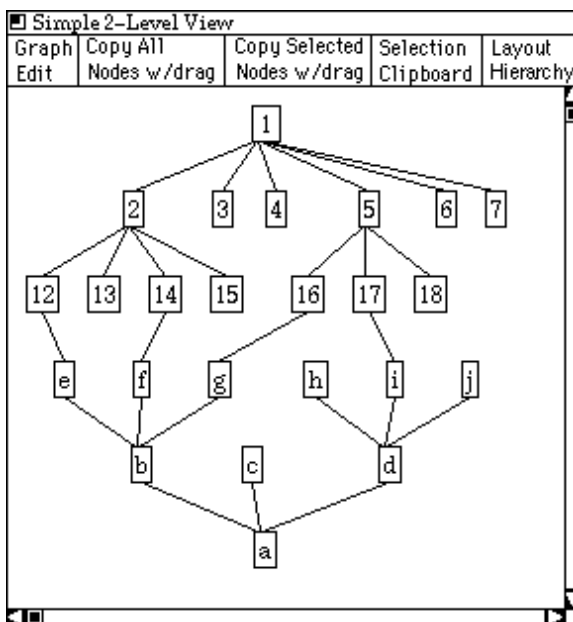 Simple 2-Level View
Graph Edit
Copy All Nodes w/drag
Copy Selected Nodes w/drag
Selection Clipboard
Layout Hierarchy
1
2 3 4 5 6 7
12 13 14 15 16 17 18
e f g h i j
b c d
a